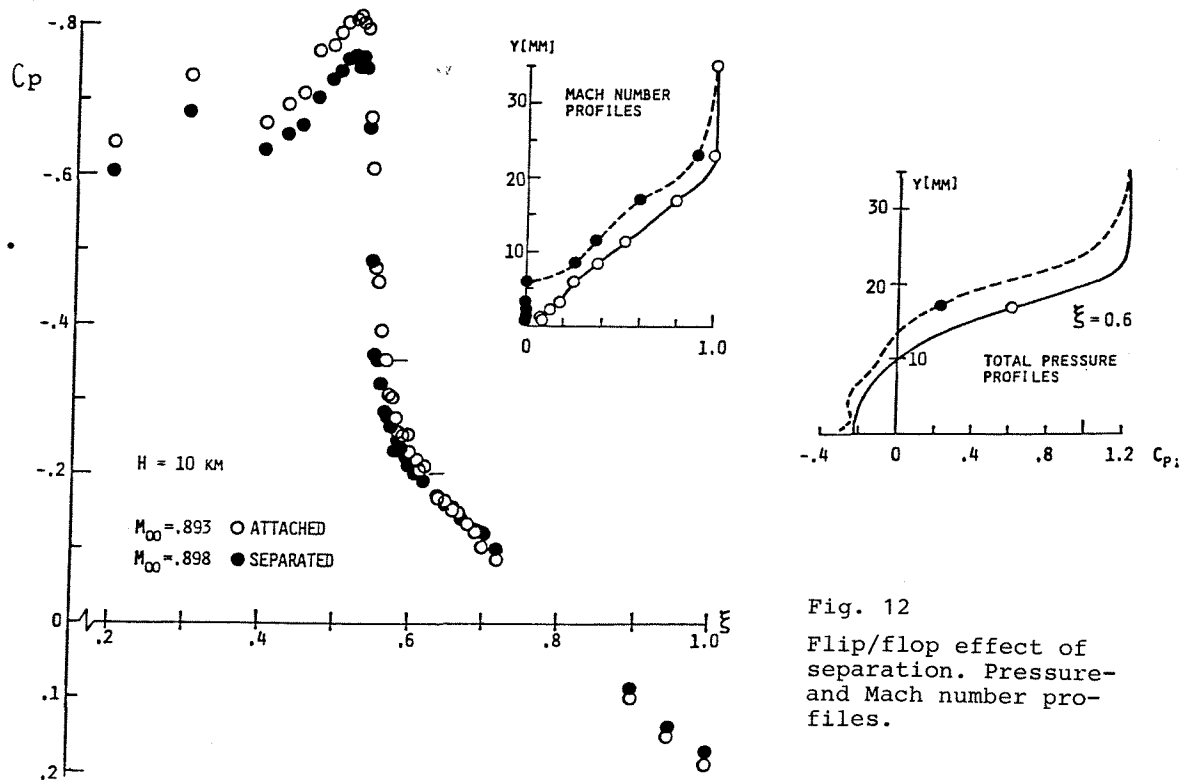 -.8
Cp
-.6
-.4
-.2
0
.1
.2
.2
.4
.6
.8
1.0
ξ
H = 10 KM
M∞=.893 ○ ATTACHED
M∞=.898 ● SEPARATED
Y[MM]
30
20
10
0
1.0
MACH NUMBER
PROFILES
Y[MM]
30
20
10
ξ=0.6
TOTAL PRESSURE
PROFILES
-.4
0
.4
.8
1.2
Cpi
Fig. 12
Flip/flop effect of
separation. Pressure-
and Mach number pro-
files.